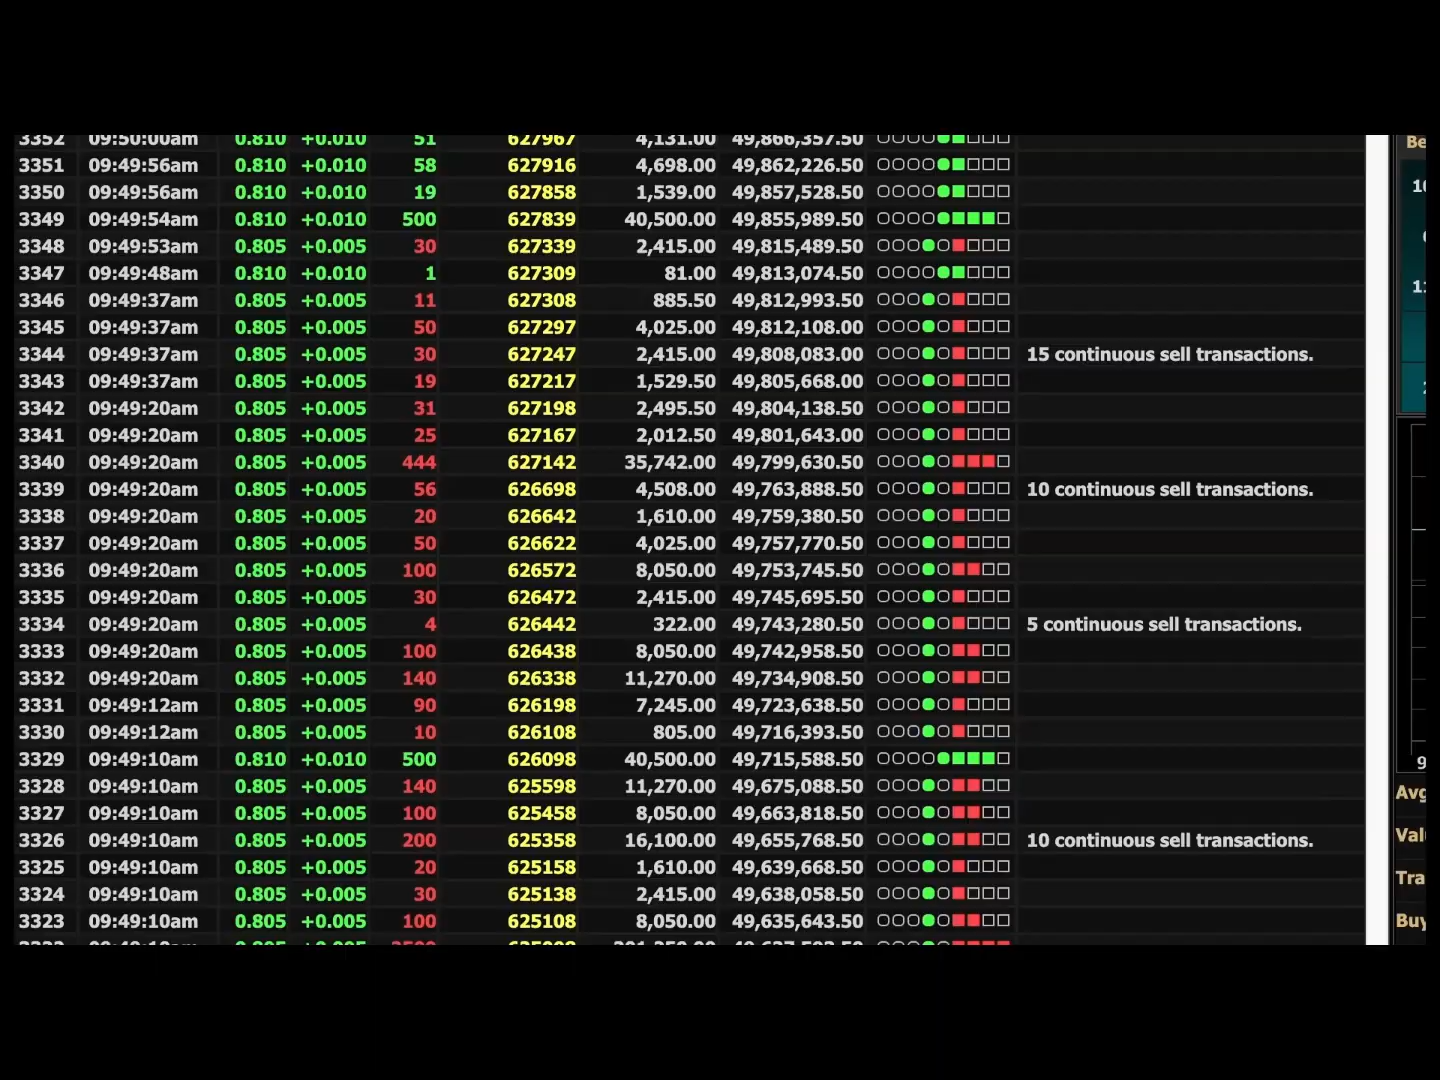 3352 09:50:00am 0.810 +0.010 51 627967 4,131.00 49,866,357.50
3351 09:49:56am 0.810 +0.010 58 627916 4,698.00 49,862,226.50
3350 09:49:56am 0.810 +0.010 19 627858 1,539.00 49,857,528.50
3349 09:49:54am 0.810 +0.010 500 627839 40,500.00 49,855,989.50
3348 09:49:53am 0.805 +0.005 30 627339 2,415.00 49,815,489.50
3347 09:49:48am 0.810 +0.010 1 627309 81.00 49,813,074.50
3346 09:49:37am 0.805 +0.005 11 627308 885.50 49,812,993.50
3345 09:49:37am 0.805 +0.005 50 627297 4,025.00 49,812,108.00
3344 09:49:37am 0.805 +0.005 30 627247 2,415.00 49,808,083.00 15 continuous sell transactions.
3343 09:49:37am 0.805 +0.005 19 627217 1,529.50 49,805,668.00
3342 09:49:20am 0.805 +0.005 31 627198 2,495.50 49,804,138.50
3341 09:49:20am 0.805 +0.005 25 627167 2,012.50 49,801,643.00
3340 09:49:20am 0.805 +0.005 444 627142 35,742.00 49,799,630.50
3339 09:49:20am 0.805 +0.005 56 626698 4,508.00 49,763,888.50 10 continuous sell transactions.
3338 09:49:20am 0.805 +0.005 20 626642 1,610.00 49,759,380.50
3337 09:49:20am 0.805 +0.005 50 626622 4,025.00 49,757,770.50
3336 09:49:20am 0.805 +0.005 100 626572 8,050.00 49,753,745.50
3335 09:49:20am 0.805 +0.005 30 626472 2,415.00 49,745,695.50
3334 09:49:20am 0.805 +0.005 4 626442 322.00 49,743,280.50 5 continuous sell transactions.
3333 09:49:20am 0.805 +0.005 100 626438 8,050.00 49,742,958.50
3332 09:49:20am 0.805 +0.005 140 626338 11,270.00 49,734,908.50
3331 09:49:12am 0.805 +0.005 90 626198 7,245.00 49,723,638.50
3330 09:49:12am 0.805 +0.005 10 626108 805.00 49,716,393.50
3329 09:49:10am 0.810 +0.010 500 626098 40,500.00 49,715,588.50
3328 09:49:10am 0.805 +0.005 140 625598 11,270.00 49,675,088.50
3327 09:49:10am 0.805 +0.005 100 625458 8,050.00 49,663,818.50
3326 09:49:10am 0.805 +0.005 200 625358 16,100.00 49,655,768.50 10 continuous sell transactions.
3325 09:49:10am 0.805 +0.005 20 625158 1,610.00 49,639,668.50
3324 09:49:10am 0.805 +0.005 30 625138 2,415.00 49,638,058.50
3323 09:49:10am 0.805 +0.005 100 625108 8,050.00 49,635,643.50
Be
10
11
9
Avg
Val
Tra
Buy